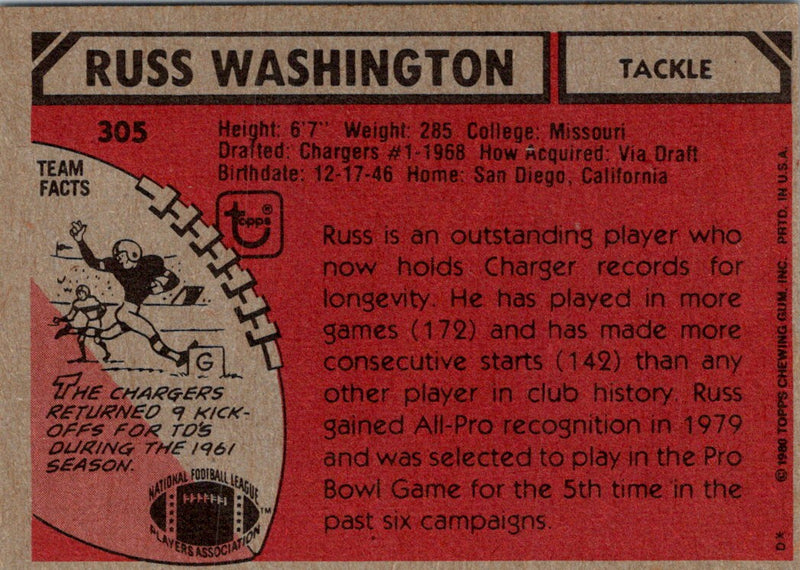 RUSS WASHINGTON
TACKLE
305
Height: 6'7" Weight: 285 College: Missouri
Drafted: Chargers #1-1968 How Acquired: Via Draft
Birthdate: 12-17-46 Home: San Diego, California
TEAM
FACTS
topps®
G
THE CHARGERS
RETURNED 9 KICK-
OFFS FOR TD'S
DURING THE 1961
SEASON.
NATIONAL FOOTBALL LEAGUE
PLAYERS ASSOCIATION
TM
Russ is an outstanding player who
now holds Charger records for
longevity. He has played in more
games (172) and has made more
consecutive starts (142) than any
other player in club history. Russ
gained All-Pro recognition in 1979
and was selected to play in the Pro
Bowl Game for the 5th time in the
past six campaigns.
D* © 1980 TOPPS CHEWING GUM, INC. PRTD. IN U.S.A.